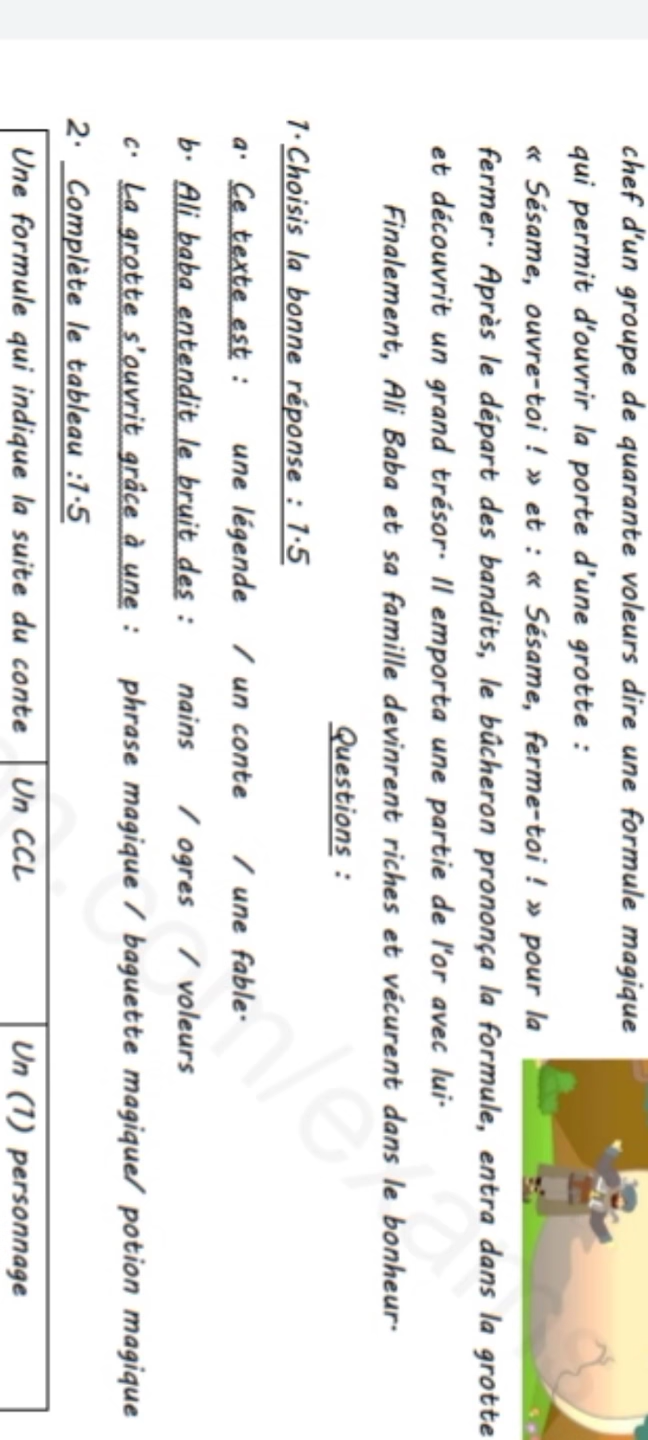 chef d'un groupe de quarante voleurs dire une formule magique
qui permit d'ouvrir la porte d'une grotte :
« Sésame, ouvre-toi ! » et : « Sésame, ferme-toi ! » pour la
fermer. Après le départ des bandits, le bûcheron prononça la formule, entra dans la grotte
et découvrit un grand trésor. Il emporta une partie de l'or avec lui.
Finalement, Ali Baba et sa famille devinrent riches et vécurent dans le bonheur.
Questions :
1. Choisis la bonne réponse : 1.5
a. Ce texte est : une légende / un conte / une fable.
b. Ali baba entendit le bruit des : nains / ogres / voleurs
c. La grotte s'ouvrit grâce à une : phrase magique / baguette magique/ potion magique
2. Complète le tableau :1.5
Une formule qui indique la suite du conte Un CCL Un (1) personnage